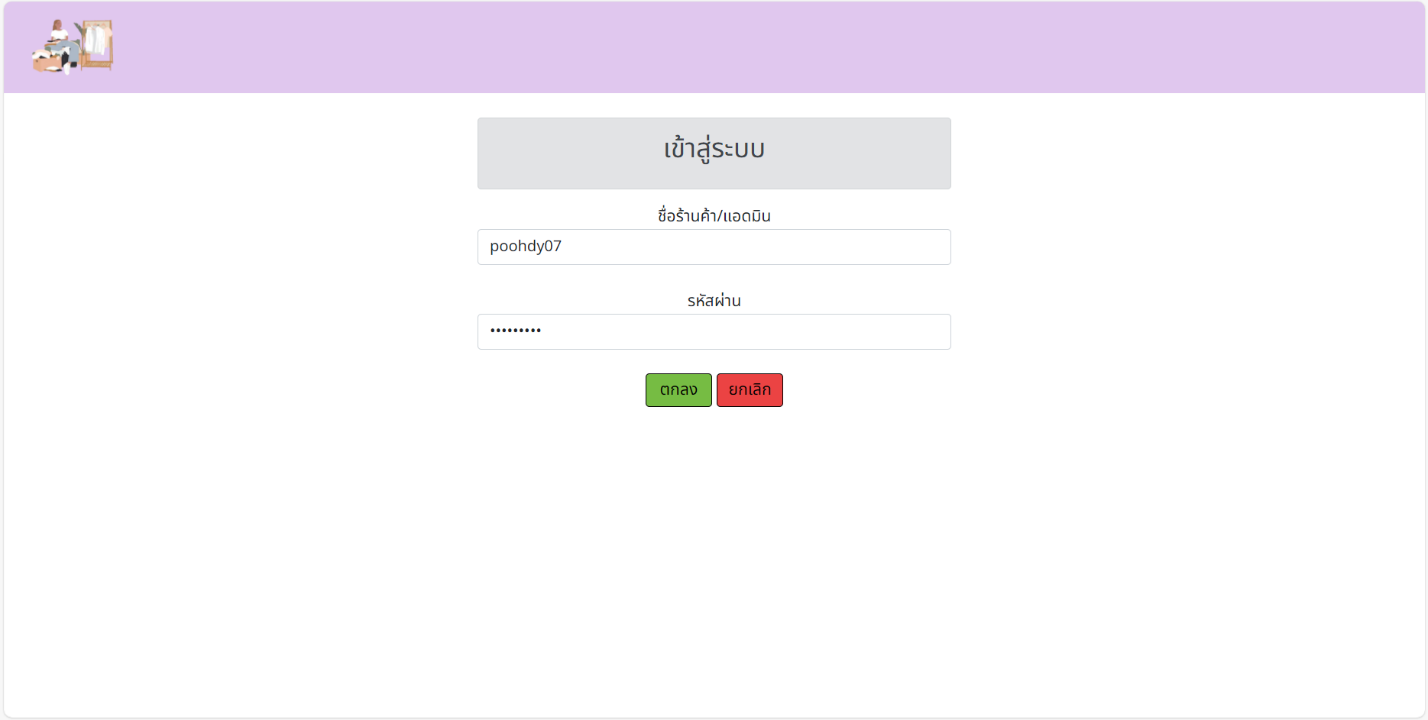 เข้าสู่ระบบ
ชื่อร้านค้า/แอดมิน
poohdy07
รหัสผ่าน
•••••••••
ตกลง ยกเลิก